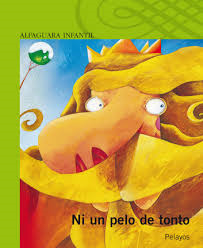 ALFAGUARA INFANTIL
Ni un pelo de tonto
Pelayos